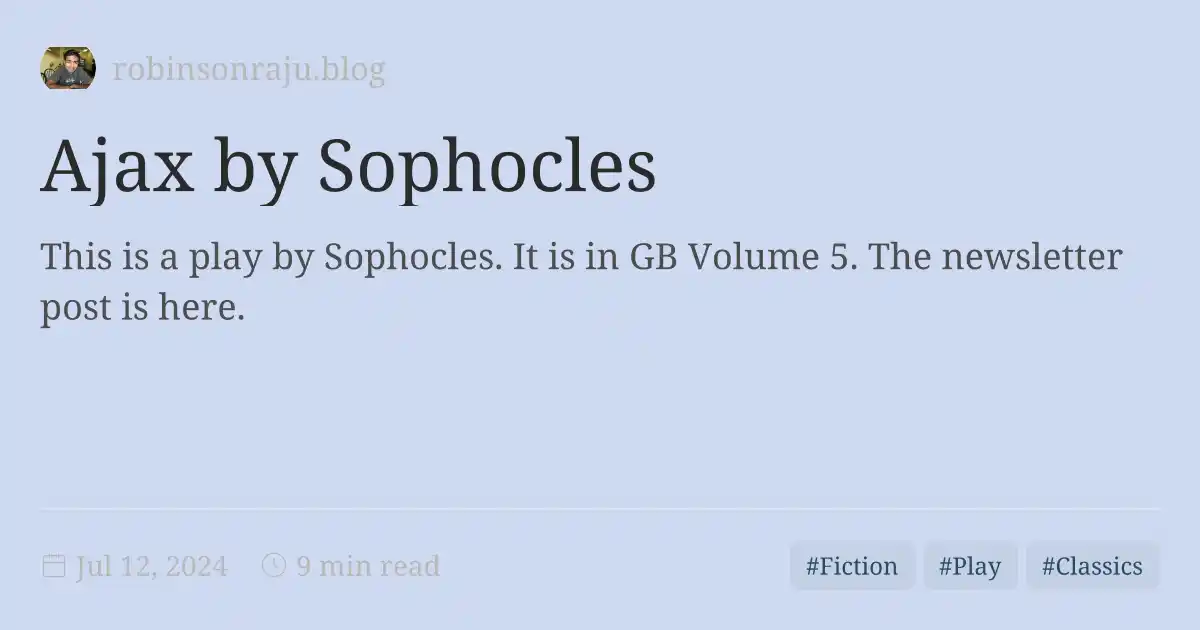 robinsonraju.blog
Ajax by Sophocles
This is a play by Sophocles. It is in GB Volume 5. The newsletter
post is here.
Jul 12, 2024 9 min read #Fiction #Play #Classics